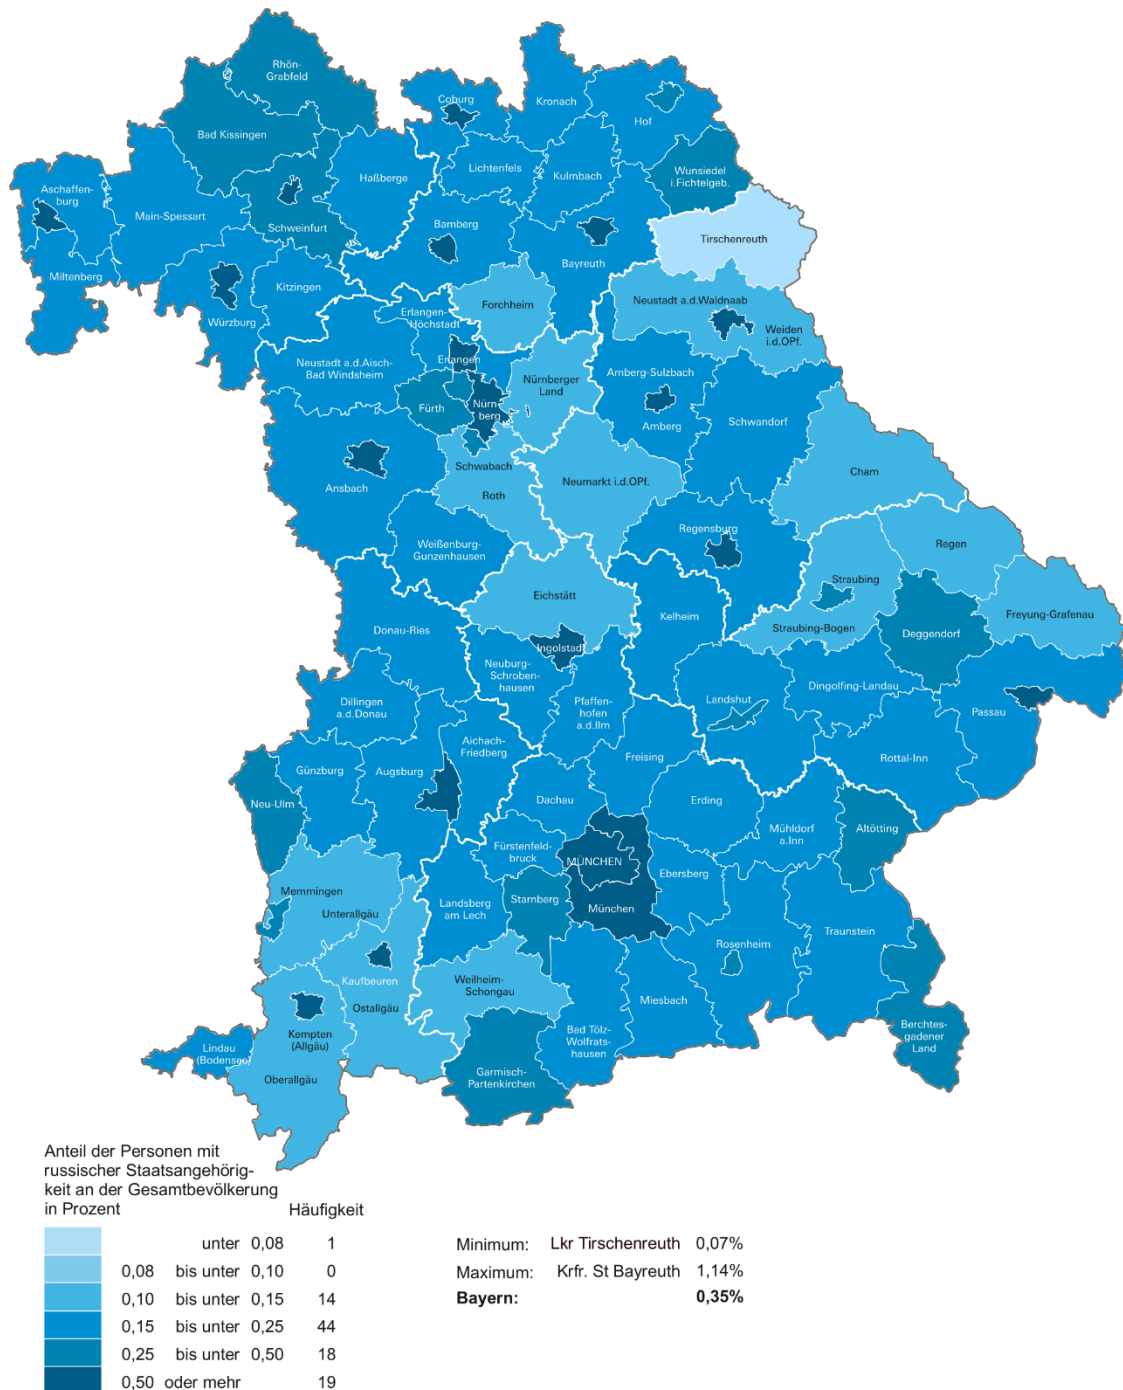 Rhön-
Grabfeld
Bad Kissingen
Coburg
Kronach
Hof
Lichtenfels
Kulmbach
Wunsiedel
i.Fichtelgeb.
Haßberge
Aschaffen-
burg
Main-Spessart
Schweinfurt
Bamberg
Bayreuth
Tirschenreuth
Miltenberg
Kitzingen
Würzburg
Forchheim
Erlangen-
Höchstadt
Neustadt a.d.Waldnaab
Weiden
i.d.OPf.
Neustadt a.d.Aisch-
Bad Windsheim
Erlangen
Nürnberger
Land
Amberg-Sulzbach
Fürth
Nürn-
berg
Amberg
Schwandorf
Ansbach
Schwabach
Roth
Neumarkt i.d.OPf.
Cham
Weißenburg-
Gunzenhausen
Regensburg
Regen
Eichstätt
Kelheim
Straubing
Freyung-Grafenau
Straubing-Bogen
Deggendorf
Donau-Ries
Ingolstadt
Neuburg-
Schroben-
hausen
Pfaffen-
hofen
a.d.Ilm
Landshut
Dingolfing-Landau
Passau
Dillingen
a.d.Donau
Aichach-
Friedberg
Freising
Rottal-Inn
Günzburg
Augsburg
Neu-Ulm
Dachau
Erding
Mühldorf
a.Inn
Altötting
Fürstenfeld-
bruck
MÜNCHEN
Ebersberg
Memmingen
Unterallgäu
Landsberg
am Lech
Starnberg
München
Traunstein
Rosenheim
Kaufbeuren
Ostallgäu
Weilheim-
Schongau
Miesbach
Bad Tölz-
Wolfrats-
hausen
Berchtes-
gadener
Land
Kempten
(Allgäu)
Lindau
(Bodensee)
Oberallgäu
Garmisch-
Partenkirchen
Anteil der Personen mit
russischer Staatsangehörig-
keit an der Gesamtbevölkerung
in Prozent Häufigkeit
unter 0,08 1
0,08 bis unter 0,10 0
0,10 bis unter 0,15 14
0,15 bis unter 0,25 44
0,25 bis unter 0,50 18
0,50 oder mehr 19
Minimum: Lkr Tirschenreuth 0,07%
Maximum: Krfr. St Bayreuth 1,14%
Bayern: 0,35%